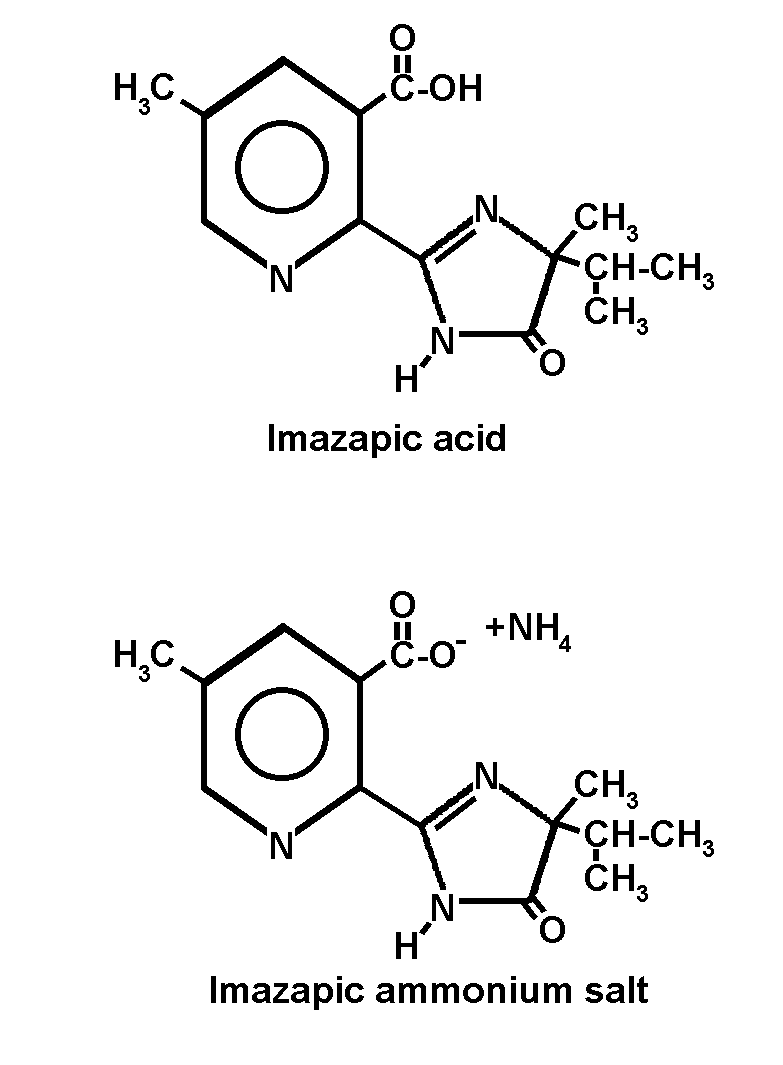 O
H₃C
C-OH
N
CH₃
N
CH-CH₃
CH₃
N
H
O
Imazapic acid
O
+NH₄
H₃C
C-O⁻
N
CH₃
N
CH-CH₃
CH₃
N
H
O
Imazapic ammonium salt